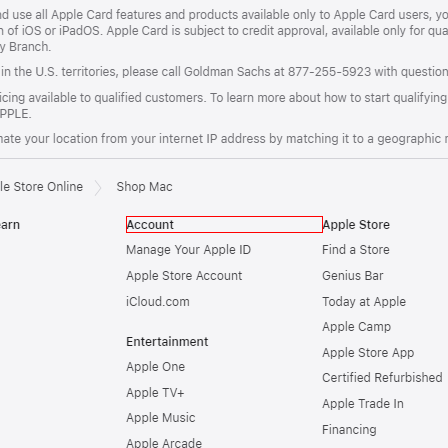 nd use all Apple Card features and products available only to Apple Card users, yo
n of iOS or iPadOS. Apple Card is subject to credit approval, available only for qua
y Branch.
in the U.S. territories, please call Goldman Sachs at 877-255-5923 with question
icing available to qualified customers. To learn more about how to start qualifying
PPLE.
nate your location from your internet IP address by matching it to a geographic r
le Store Online
Shop Mac
earn
Account
Manage Your Apple ID
Apple Store Account
iCloud.com
Entertainment
Apple One
Apple TV+
Apple Music
Apple Arcade
Apple Store
Find a Store
Genius Bar
Today at Apple
Apple Camp
Apple Store App
Certified Refurbished
Apple Trade In
Financing